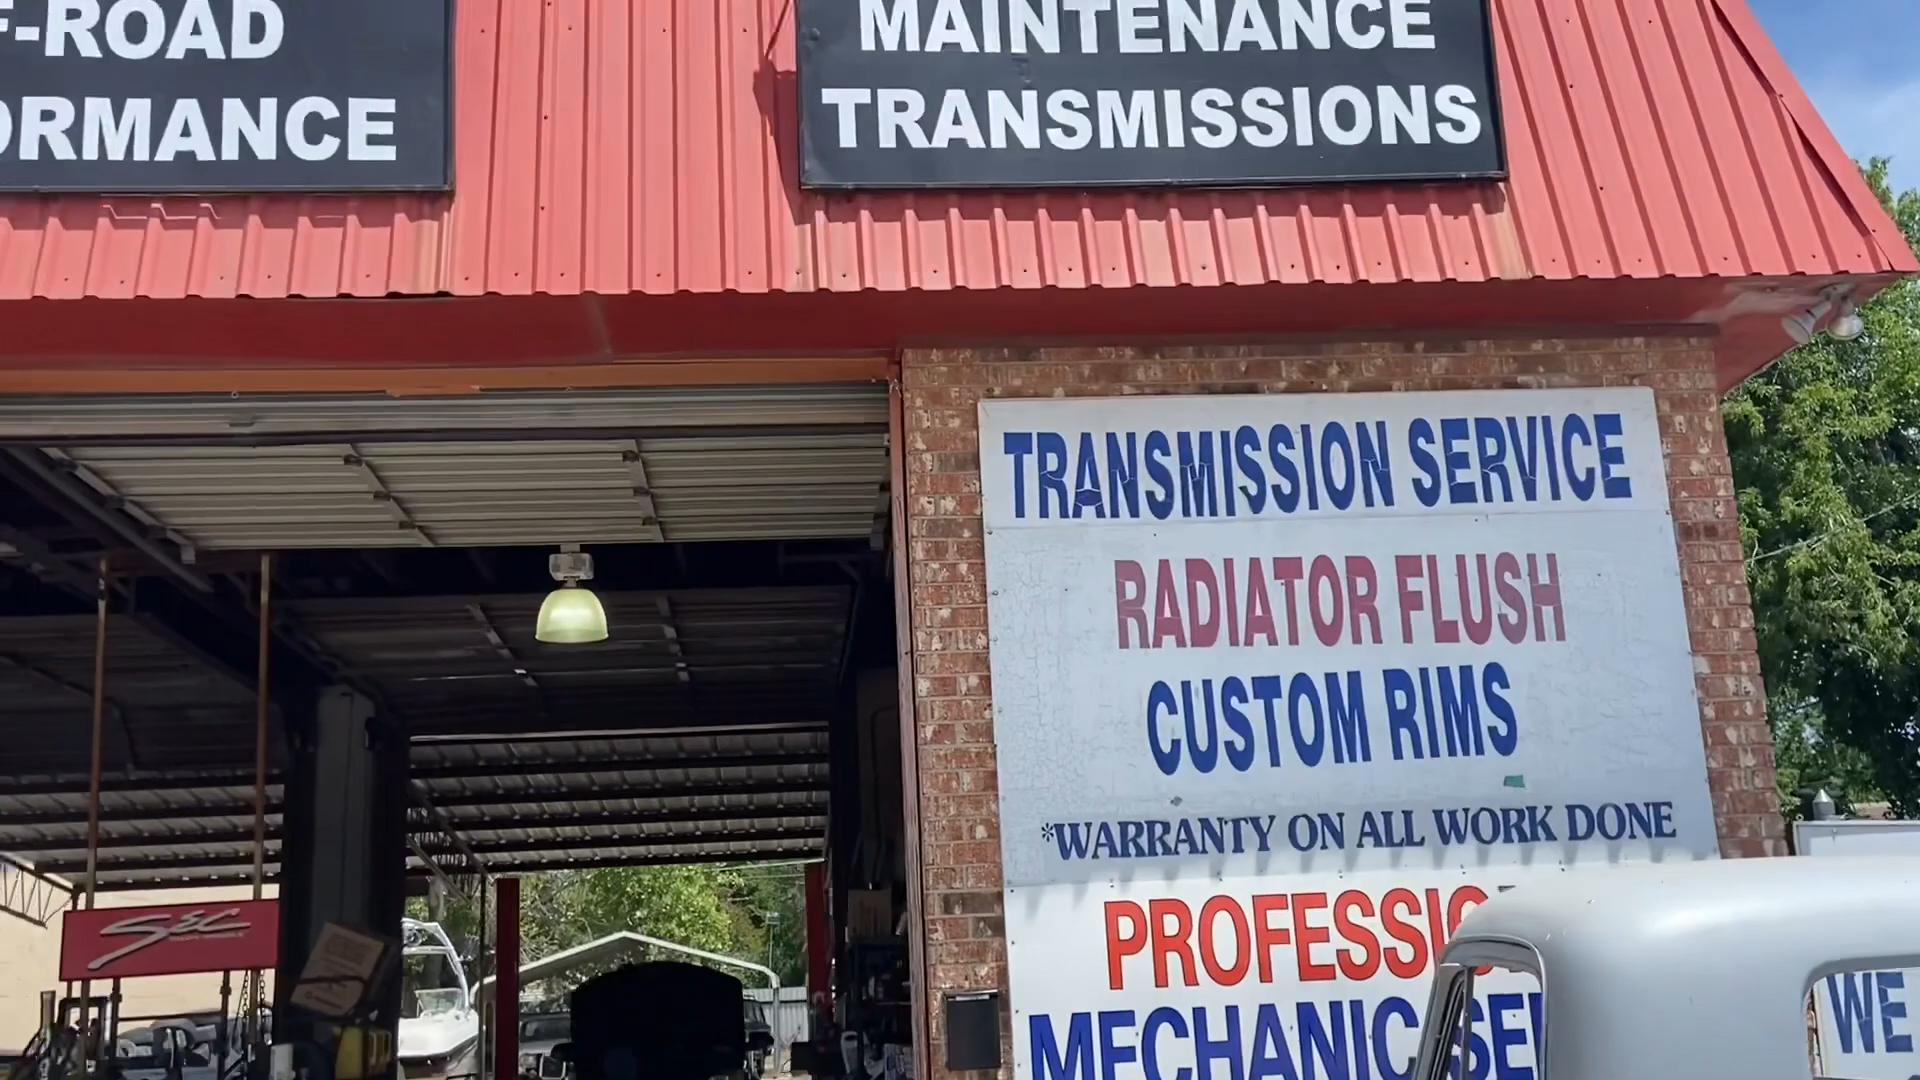 F-ROAD
ORMANCE
MAINTENANCE
TRANSMISSIONS
TRANSMISSION SERVICE
RADIATOR FLUSH
CUSTOM RIMS
*WARRANTY ON ALL WORK DONE
PROFESSIO
MECHANIC SE
WE
S&C